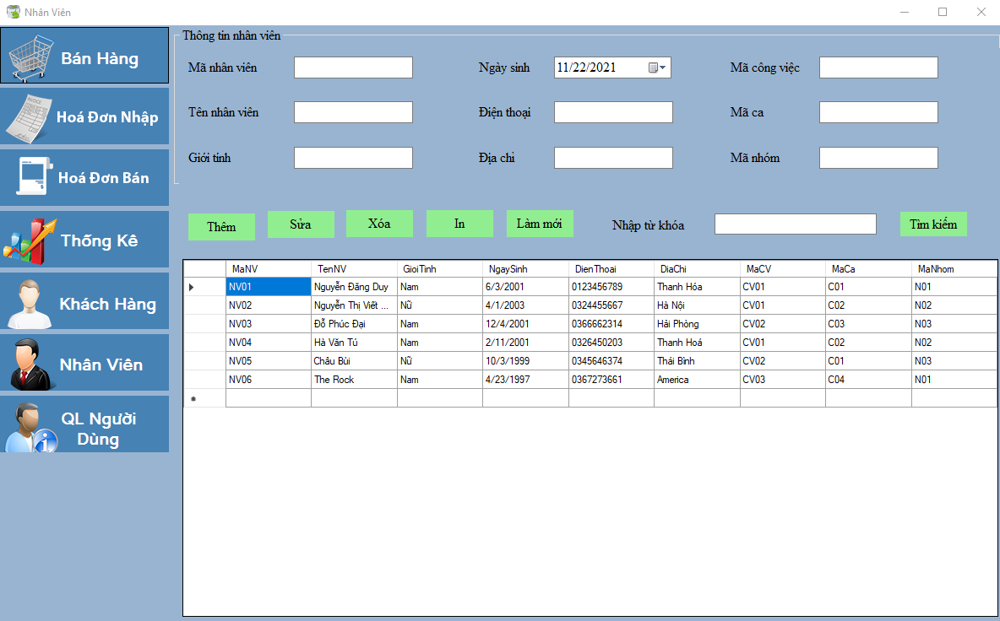 Nhân Viên
Bán Hàng
Hoá Đơn Nhập
Hoá Đơn Bán
Thống Kê
Khách Hàng
Nhân Viên
QL Người
Dùng
Thông tin nhân viên
Mã nhân viên Ngày sinh 11/22/2021 Mã công việc
Tên nhân viên Điện thoại Mã ca
Giới tinh Địa chỉ Mã nhóm
Thêm Sửa Xóa In Làm mới Nhập từ khóa Tìm kiếm
MaNV TenNV GioiTinh NgaySinh DienThoai DiaChi MaCV MaCa MaNhom
NV01 Nguyễn Đăng Duy Nam 6/3/2001 0123456789 Thanh Hóa CV01 C01 N01
NV02 Nguyễn Thị Viết ... Nữ 4/1/2003 0324455667 Hà Nội CV01 C02 N02
NV03 Đỗ Phúc Đại Nam 12/4/2001 0366662314 Hải Phòng CV02 C03 N03
NV04 Hà Văn Tú Nam 2/11/2001 0326450203 Thanh Hoá CV01 C02 N02
NV05 Châu Bùi Nữ 10/3/1999 0345646374 Thái Bình CV02 C01 N03
NV06 The Rock Nam 4/23/1997 0367273661 America CV03 C04 N01